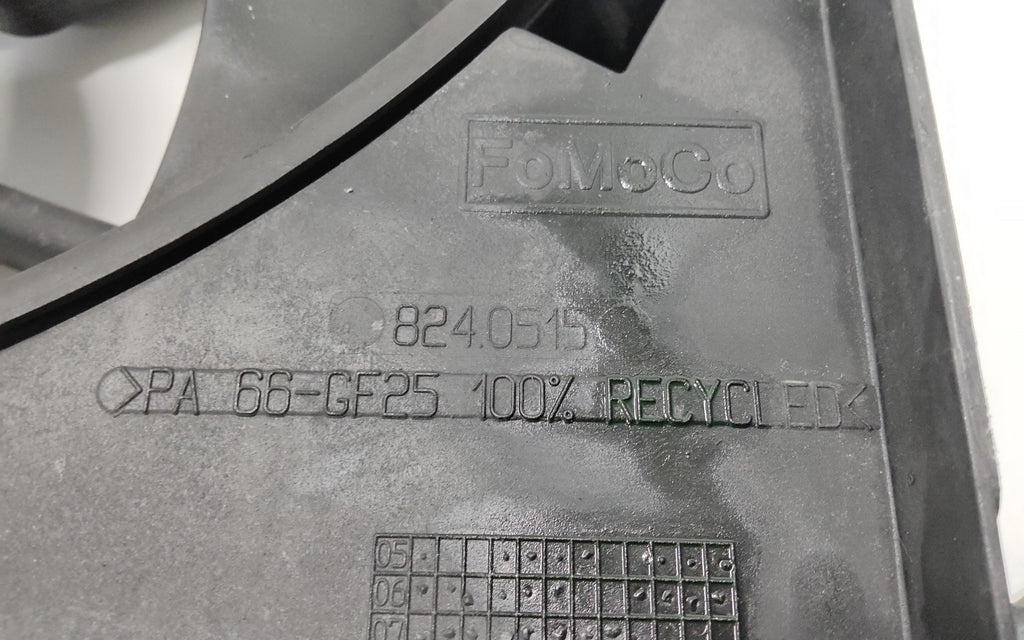 FoMoCo
824.0515
>PA 66-GF25 100% RECYCLED<
05
06
07